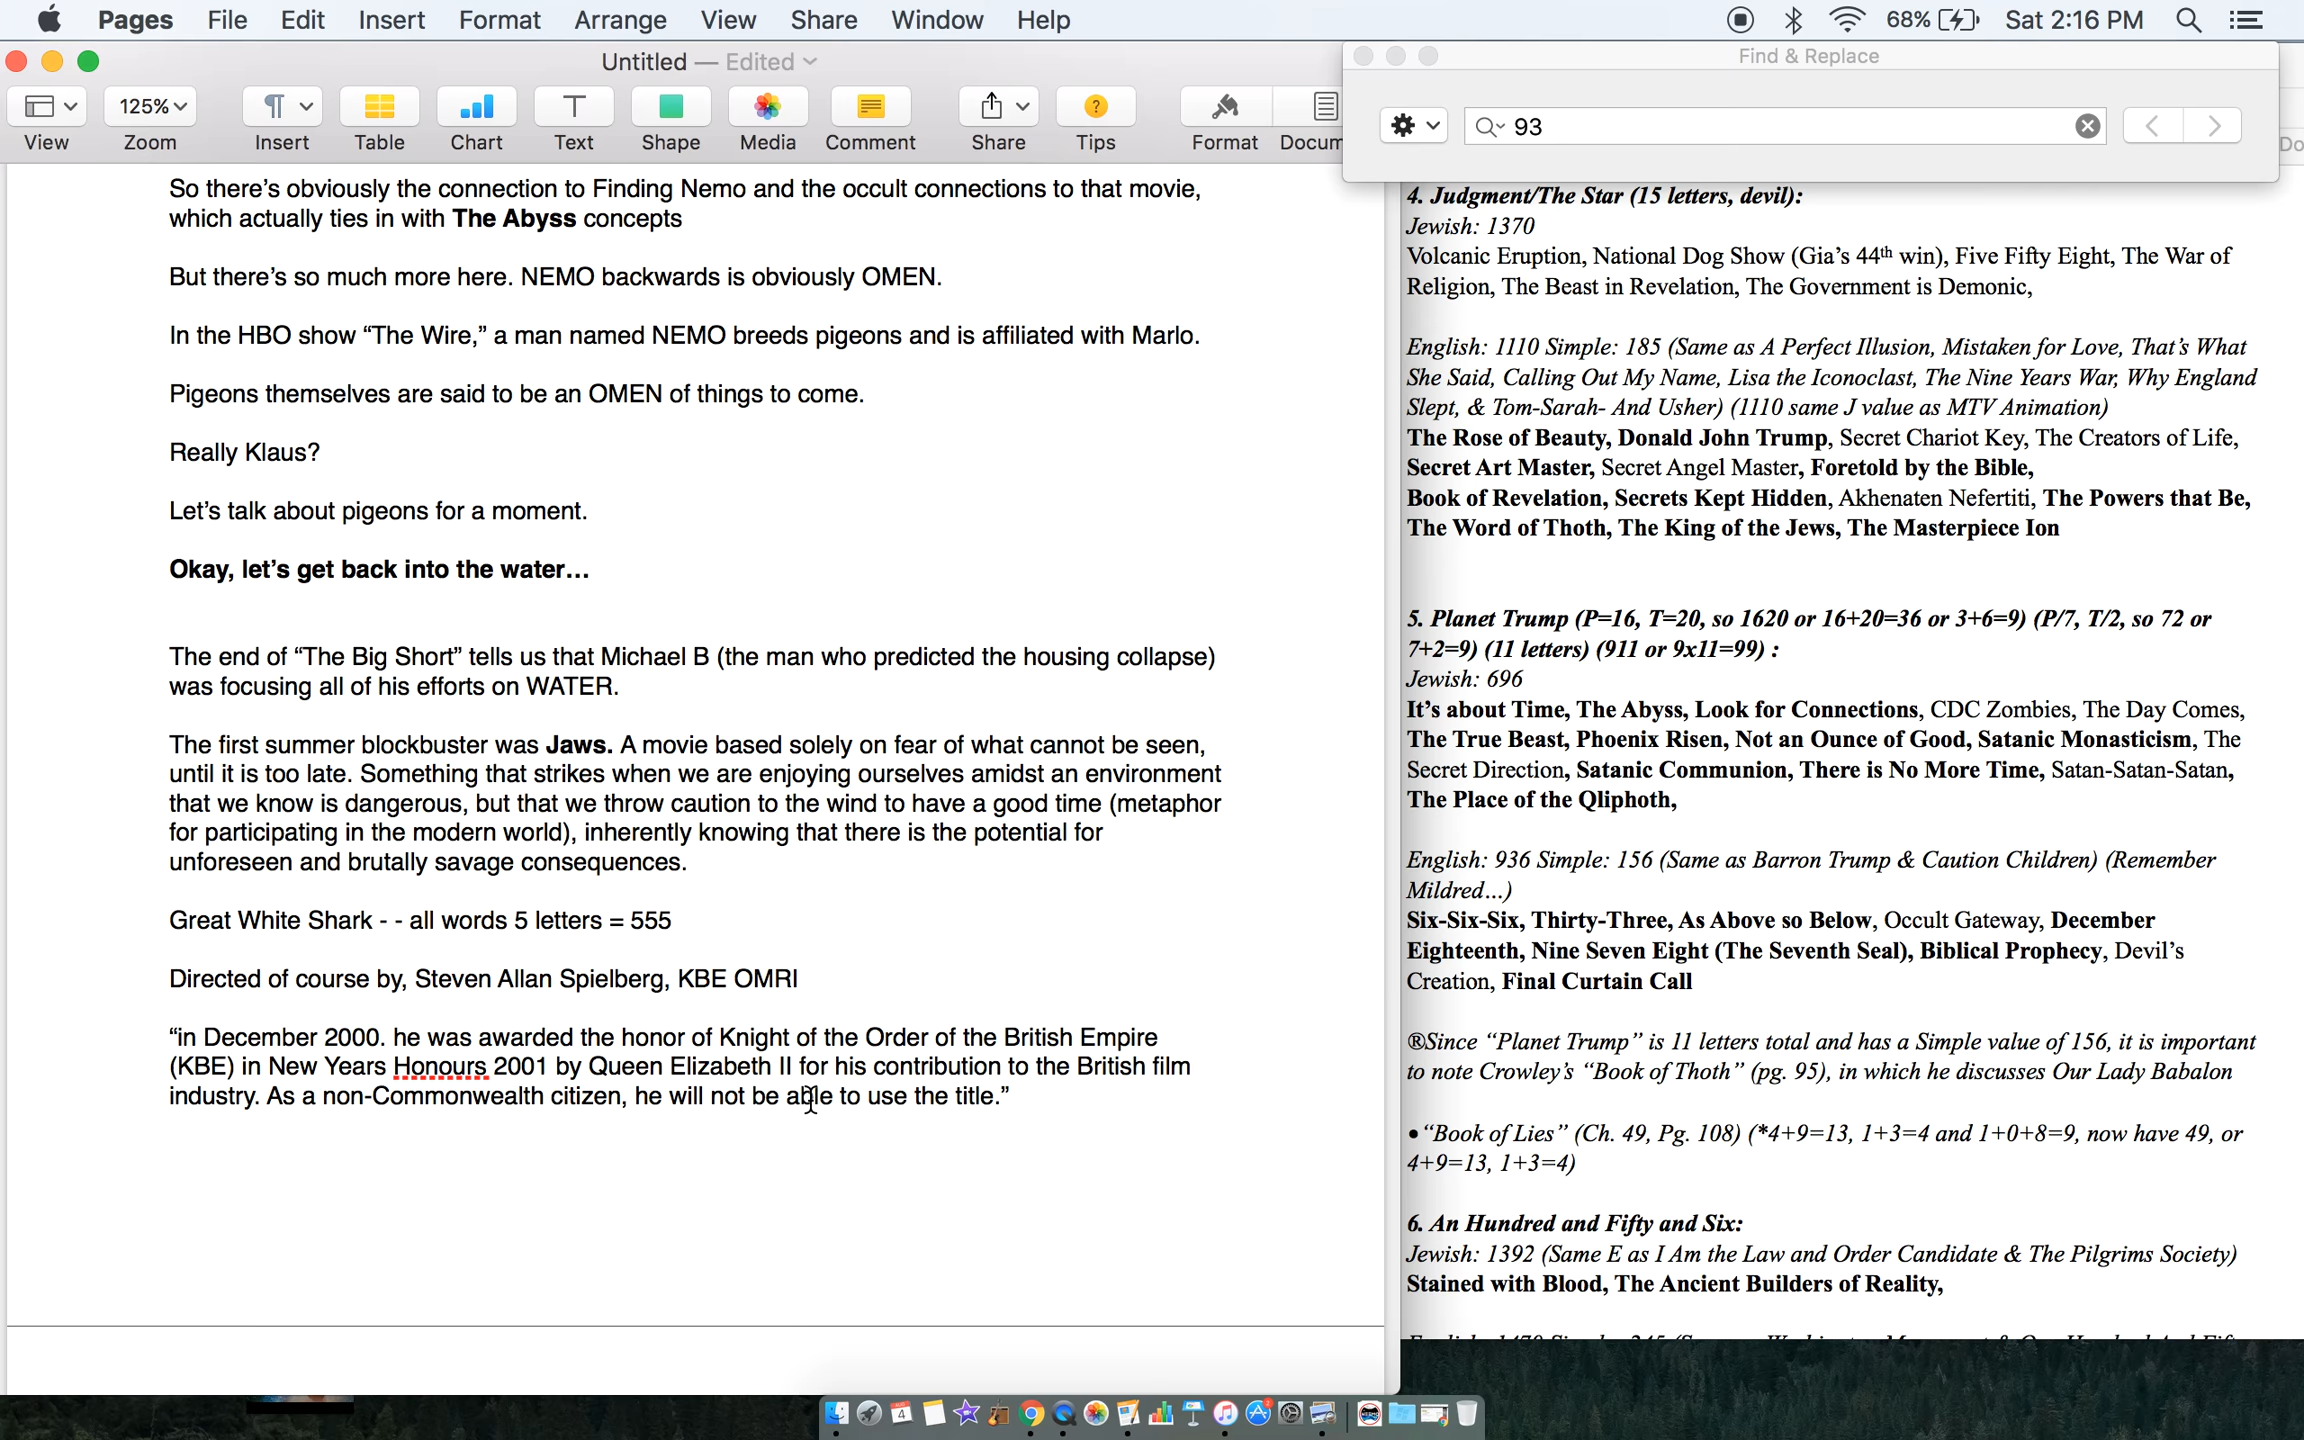 Pages File Edit Insert Format Arrange View Share Window Help 68% Sat 2:16 PM
Untitled — Edited
Find & Replace
125%
93
View Zoom Insert Table Chart Text Shape Media Comment Share Tips Format Docum
Do
So there’s obviously the connection to Finding Nemo and the occult connections to that movie,
which actually ties in with The Abyss concepts
But there’s so much more here. NEMO backwards is obviously OMEN.
In the HBO show “The Wire,” a man named NEMO breeds pigeons and is affiliated with Marlo.
Pigeons themselves are said to be an OMEN of things to come.
Really Klaus?
Let’s talk about pigeons for a moment.
Okay, let’s get back into the water…
The end of “The Big Short” tells us that Michael B (the man who predicted the housing collapse)
was focusing all of his efforts on WATER.
The first summer blockbuster was Jaws. A movie based solely on fear of what cannot be seen,
until it is too late. Something that strikes when we are enjoying ourselves amidst an environment
that we know is dangerous, but that we throw caution to the wind to have a good time (metaphor
for participating in the modern world), inherently knowing that there is the potential for
unforeseen and brutally savage consequences.
Great White Shark - - all words 5 letters = 555
Directed of course by, Steven Allan Spielberg, KBE OMRI
“in December 2000. he was awarded the honor of Knight of the Order of the British Empire
(KBE) in New Years Honours 2001 by Queen Elizabeth II for his contribution to the British film
industry. As a non-Commonwealth citizen, he will not be able to use the title.”
4. Judgment/The Star (15 letters, devil):
Jewish: 1370
Volcanic Eruption, National Dog Show (Gia’s 44th win), Five Fifty Eight, The War of
Religion, The Beast in Revelation, The Government is Demonic,
English: 1110 Simple: 185 (Same as A Perfect Illusion, Mistaken for Love, That’s What
She Said, Calling Out My Name, Lisa the Iconoclast, The Nine Years War, Why England
Slept, & Tom-Sarah- And Usher) (1110 same J value as MTV Animation)
The Rose of Beauty, Donald John Trump, Secret Chariot Key, The Creators of Life,
Secret Art Master, Secret Angel Master, Foretold by the Bible,
Book of Revelation, Secrets Kept Hidden, Akhenaten Nefertiti, The Powers that Be,
The Word of Thoth, The King of the Jews, The Masterpiece Ion
5. Planet Trump (P=16, T=20, so 1620 or 16+20=36 or 3+6=9) (P/7, T/2, so 72 or
7+2=9) (11 letters) (911 or 9x11=99) :
Jewish: 696
It’s about Time, The Abyss, Look for Connections, CDC Zombies, The Day Comes,
The True Beast, Phoenix Risen, Not an Ounce of Good, Satanic Monasticism, The
Secret Direction, Satanic Communion, There is No More Time, Satan-Satan-Satan,
The Place of the Qliphoth,
English: 936 Simple: 156 (Same as Barron Trump & Caution Children) (Remember
Mildred…)
Six-Six-Six, Thirty-Three, As Above so Below, Occult Gateway, December
Eighteenth, Nine Seven Eight (The Seventh Seal), Biblical Prophecy, Devil’s
Creation, Final Curtain Call
®Since “Planet Trump” is 11 letters total and has a Simple value of 156, it is important
to note Crowley’s “Book of Thoth” (pg. 95), in which he discusses Our Lady Babalon
•“Book of Lies” (Ch. 49, Pg. 108) (*4+9=13, 1+3=4 and 1+0+8=9, now have 49, or
4+9=13, 1+3=4)
6. An Hundred and Fifty and Six:
Jewish: 1392 (Same E as I Am the Law and Order Candidate & The Pilgrims Society)
Stained with Blood, The Ancient Builders of Reality,